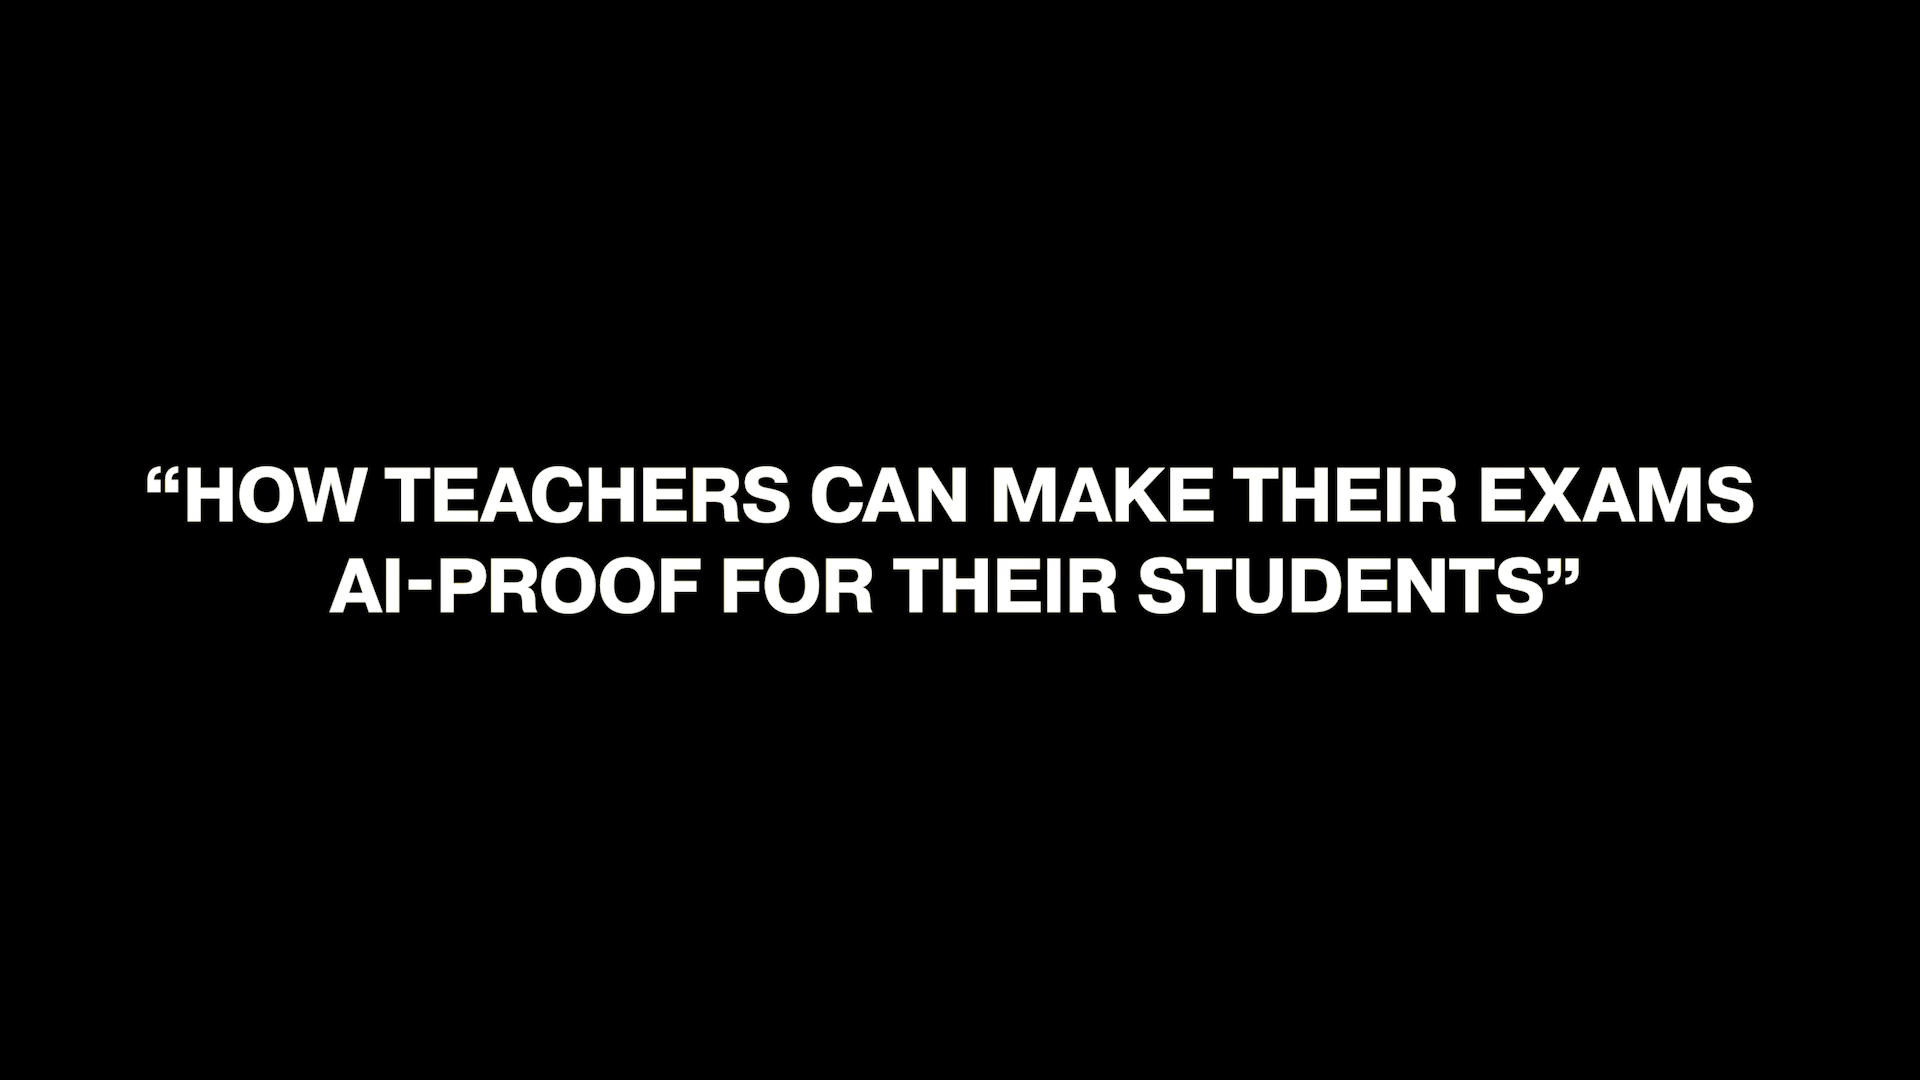 “HOW TEACHERS CAN MAKE THEIR EXAMS
AI-PROOF FOR THEIR STUDENTS”